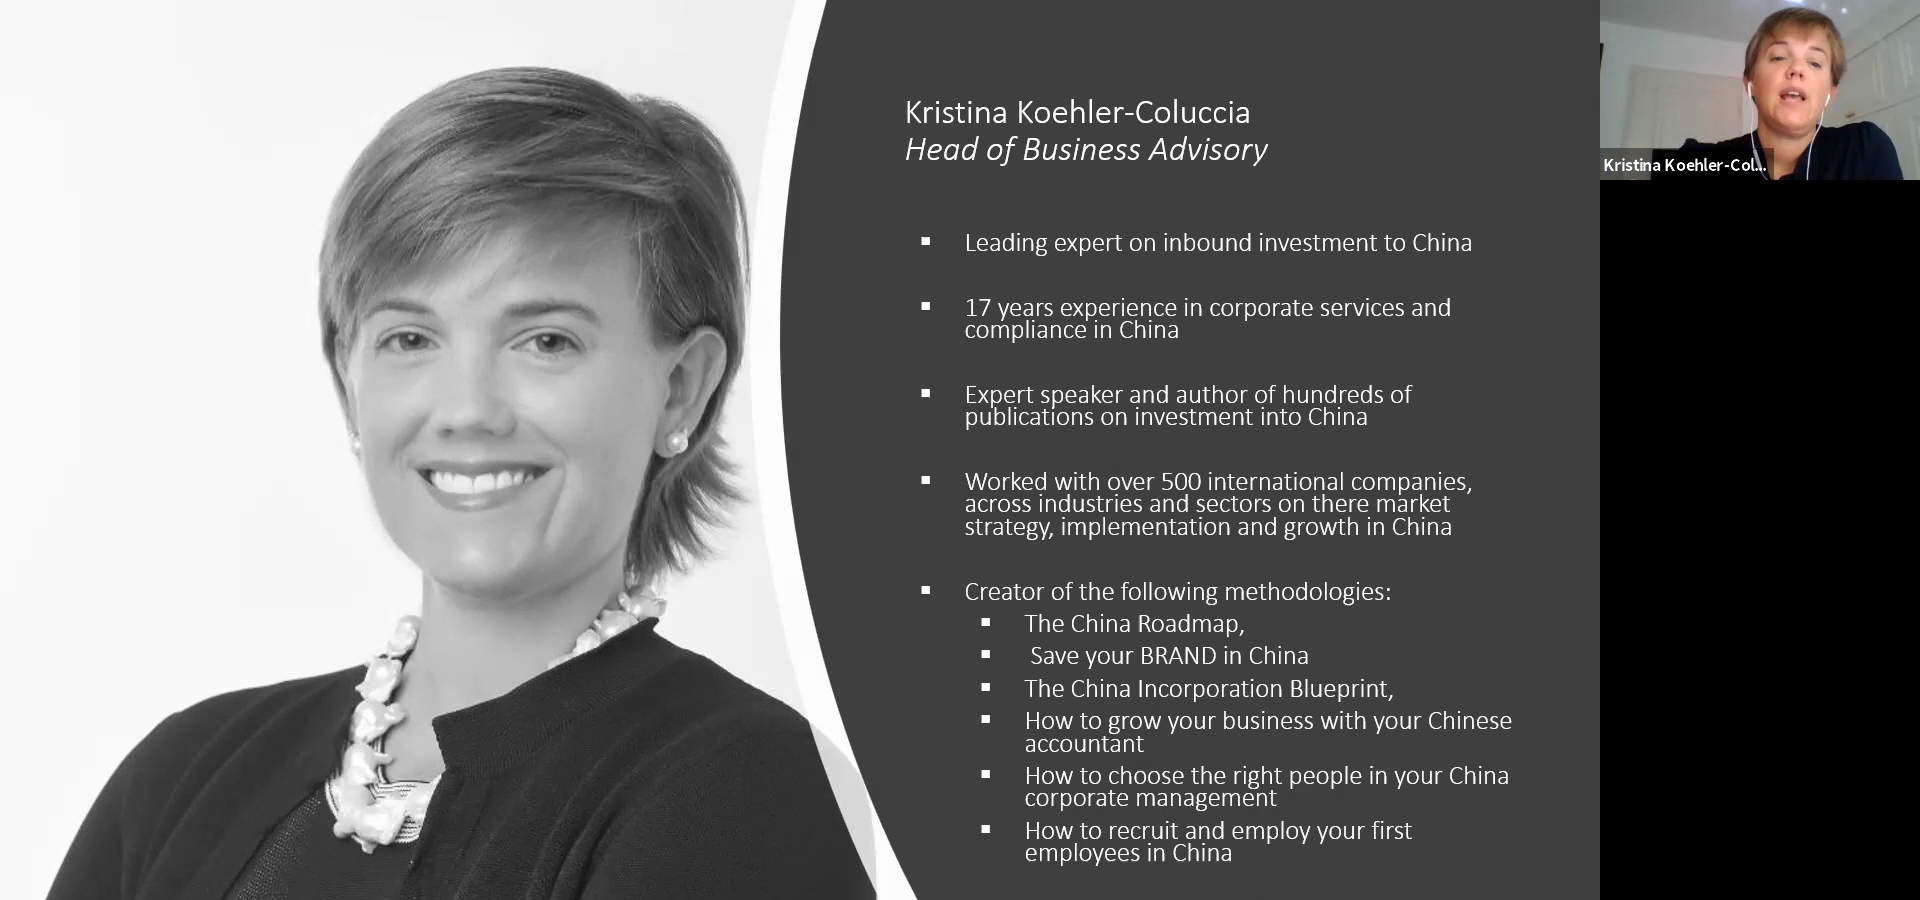 Kristina Koehler-Coluccia
Head of Business Advisory
▪ Leading expert on inbound investment to China
▪ 17 years experience in corporate services and
compliance in China
▪ Expert speaker and author of hundreds of
publications on investment into China
▪ Worked with over 500 international companies,
across industries and sectors on there market
strategy, implementation and growth in China
▪ Creator of the following methodologies:
▪ The China Roadmap,
▪ Save your BRAND in China
▪ The China Incorporation Blueprint,
▪ How to grow your business with your Chinese
accountant
▪ How to choose the right people in your China
corporate management
▪ How to recruit and employ your first
employees in China
Kristina Koehler-Col...